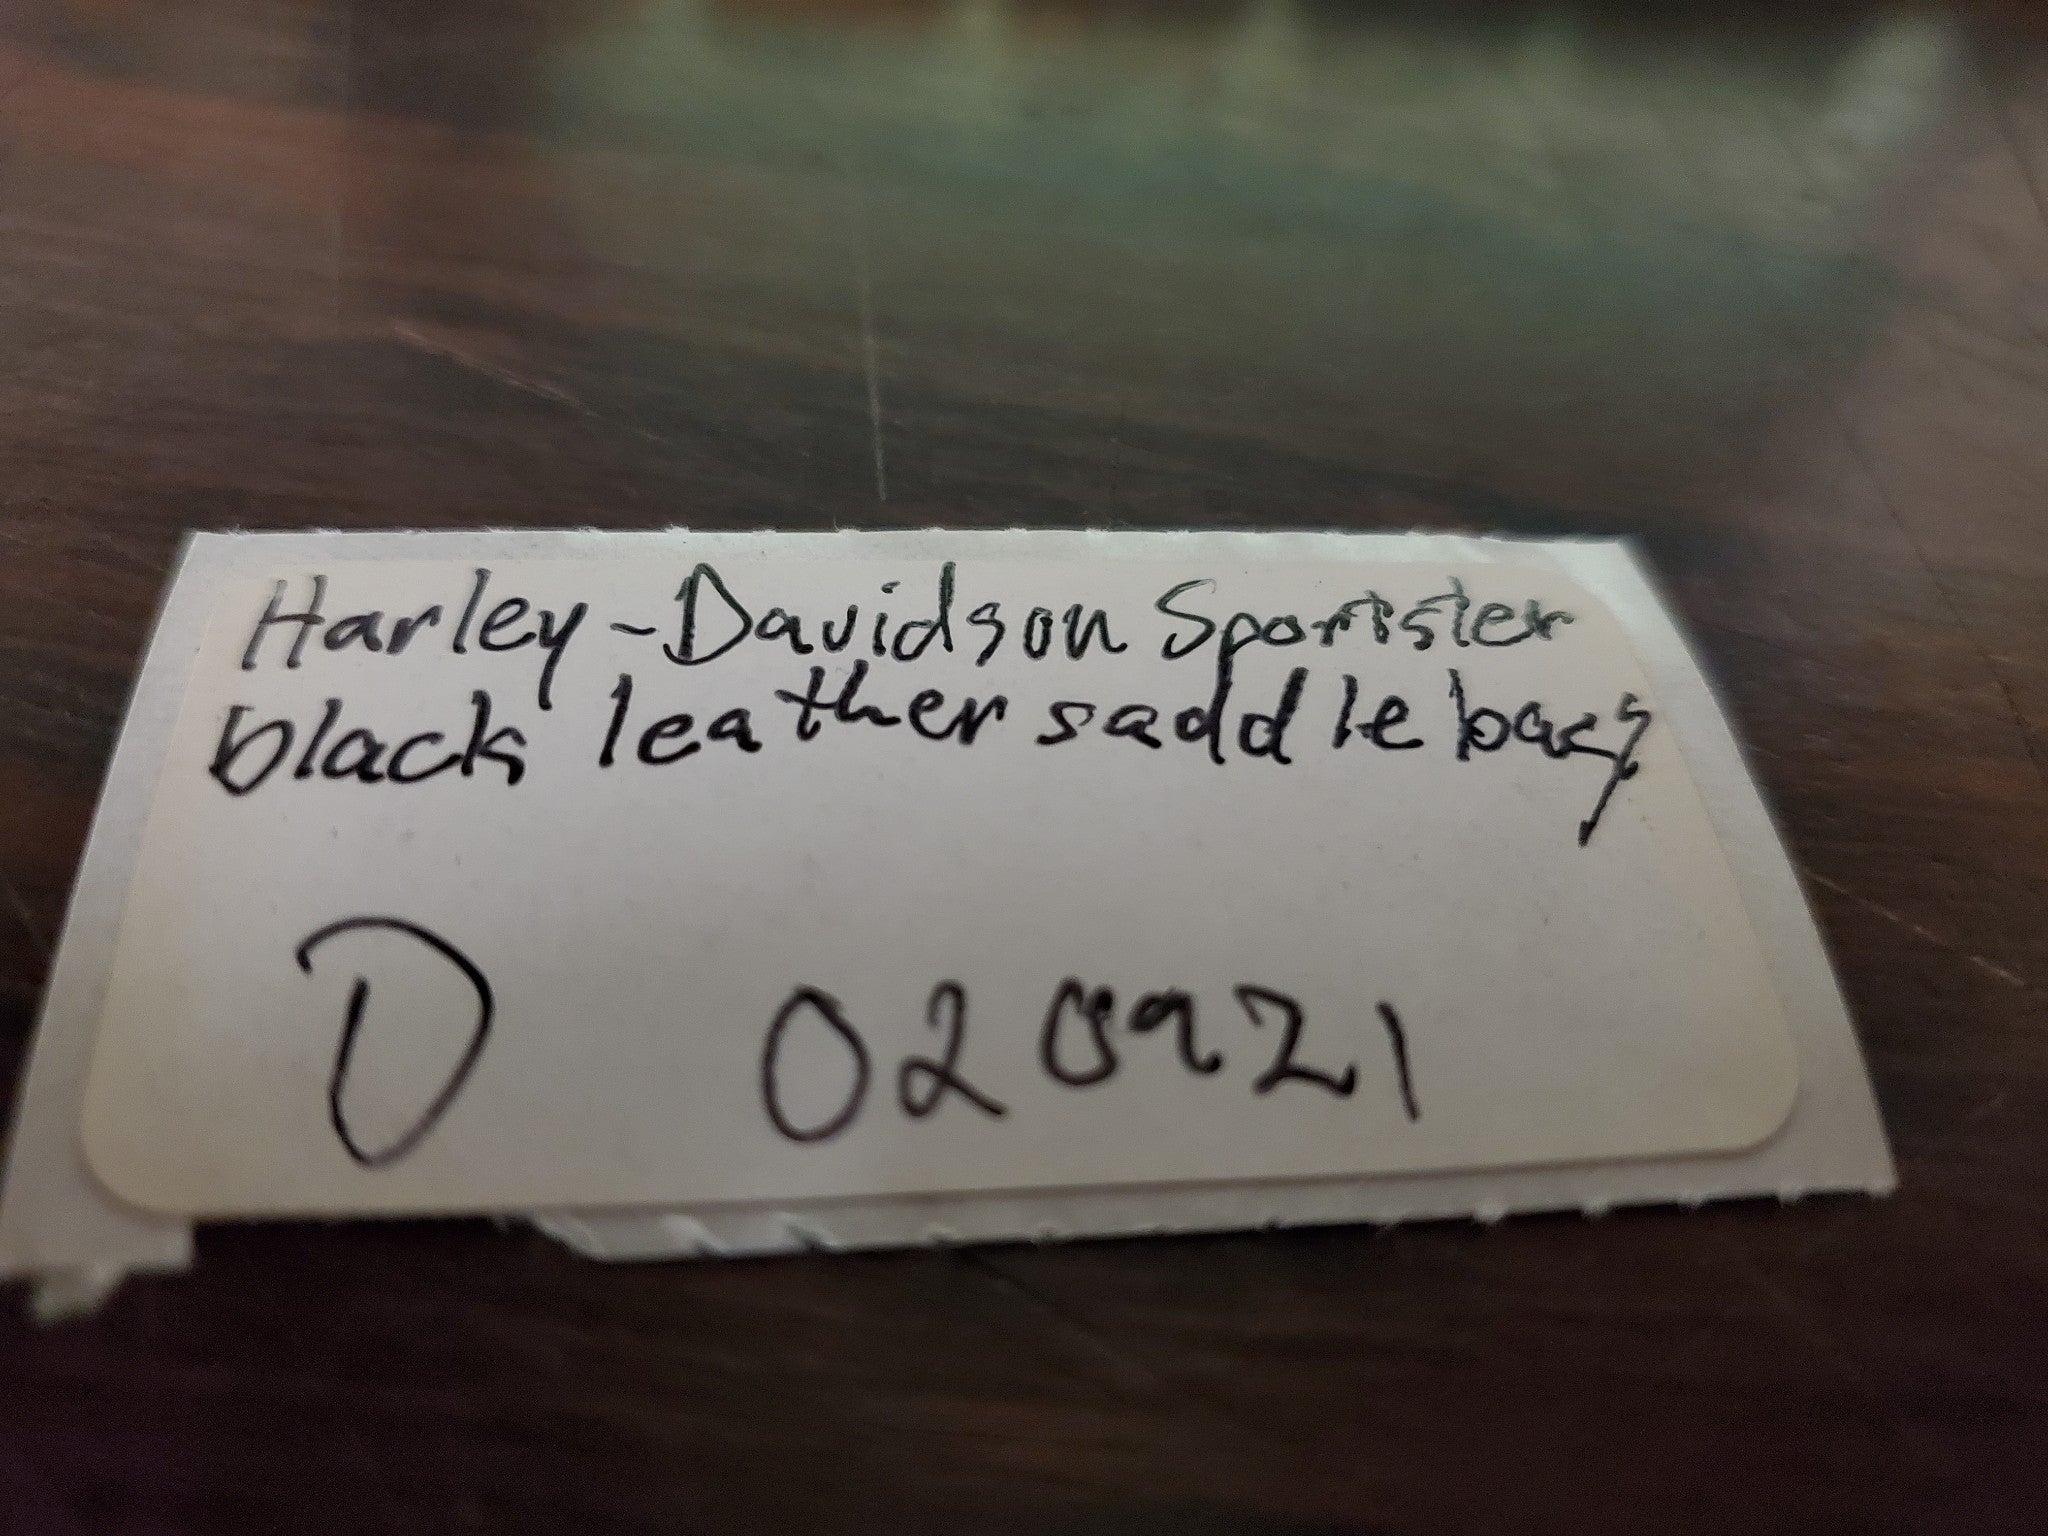 Harley-Davidson Sportster
black leather saddle bag
D 020921